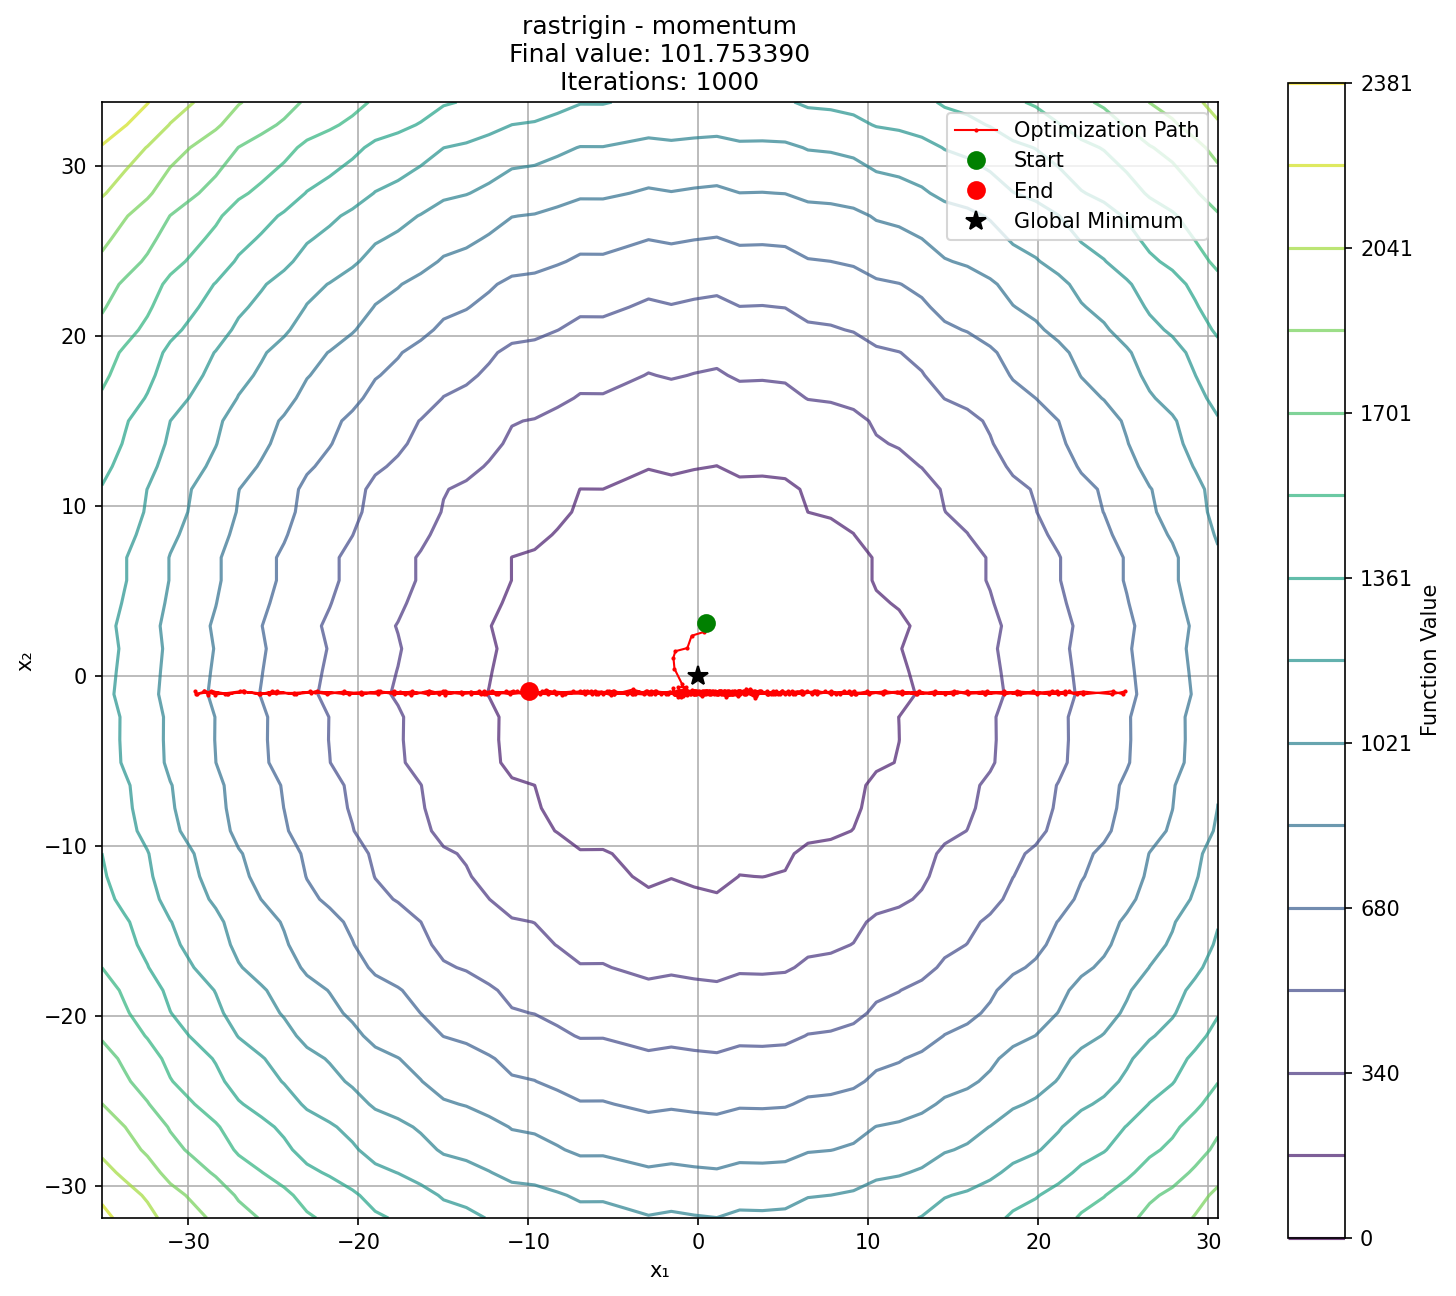 rastrigin - momentum
Final value: 101.753390
Iterations: 1000
Optimization Path
Start
End
Global Minimum
30
20
10
0
−10
−20
−30
x₂
−30
−20
−10
0
10
20
30
x₁
2381
2041
1701
1361
1021
680
340
0
Function Value